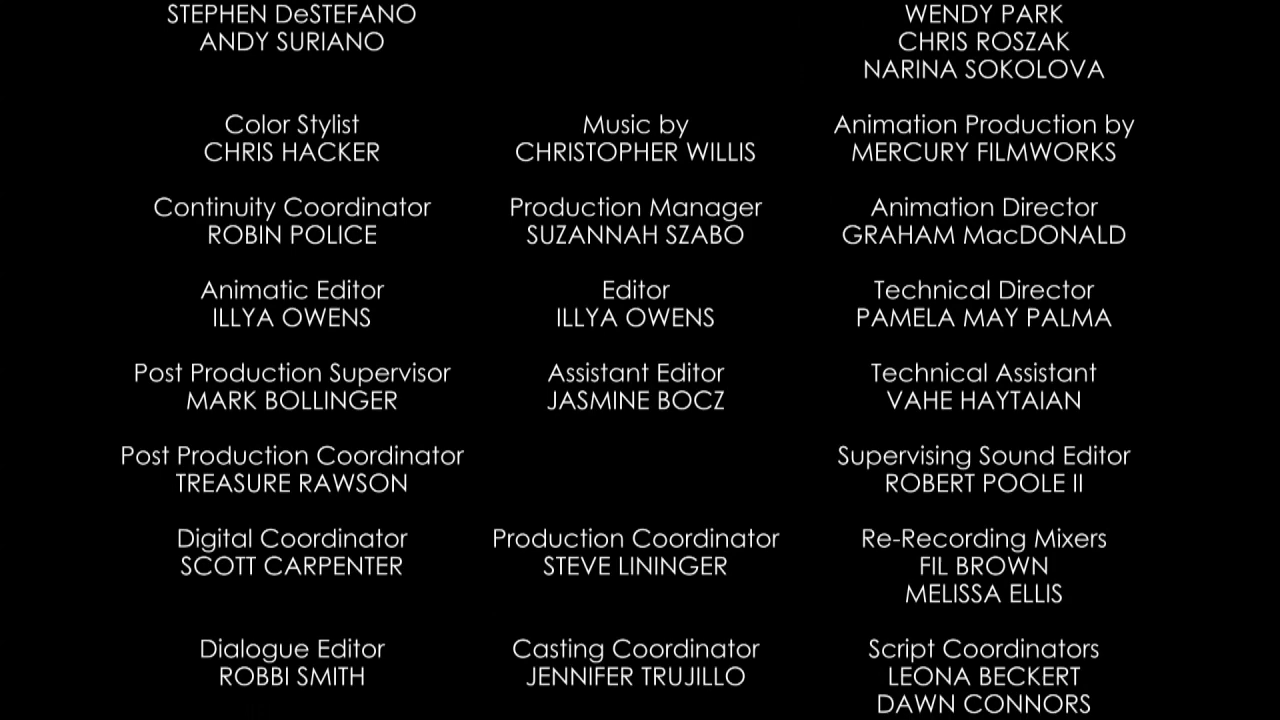 STEPHEN DeSTEFANO
ANDY SURIANO
WENDY PARK
CHRIS ROSZAK
NARINA SOKOLOVA
Color Stylist
CHRIS HACKER
Music by
CHRISTOPHER WILLIS
Animation Production by
MERCURY FILMWORKS
Continuity Coordinator
ROBIN POLICE
Production Manager
SUZANNAH SZABO
Animation Director
GRAHAM MacDONALD
Animatic Editor
ILLYA OWENS
Editor
ILLYA OWENS
Technical Director
PAMELA MAY PALMA
Post Production Supervisor
MARK BOLLINGER
Assistant Editor
JASMINE BOCZ
Technical Assistant
VAHE HAYTAIAN
Post Production Coordinator
TREASURE RAWSON
Supervising Sound Editor
ROBERT POOLE II
Digital Coordinator
SCOTT CARPENTER
Production Coordinator
STEVE LININGER
Re-Recording Mixers
FIL BROWN
MELISSA ELLIS
Dialogue Editor
ROBBI SMITH
Casting Coordinator
JENNIFER TRUJILLO
Script Coordinators
LEONA BECKERT
DAWN CONNORS